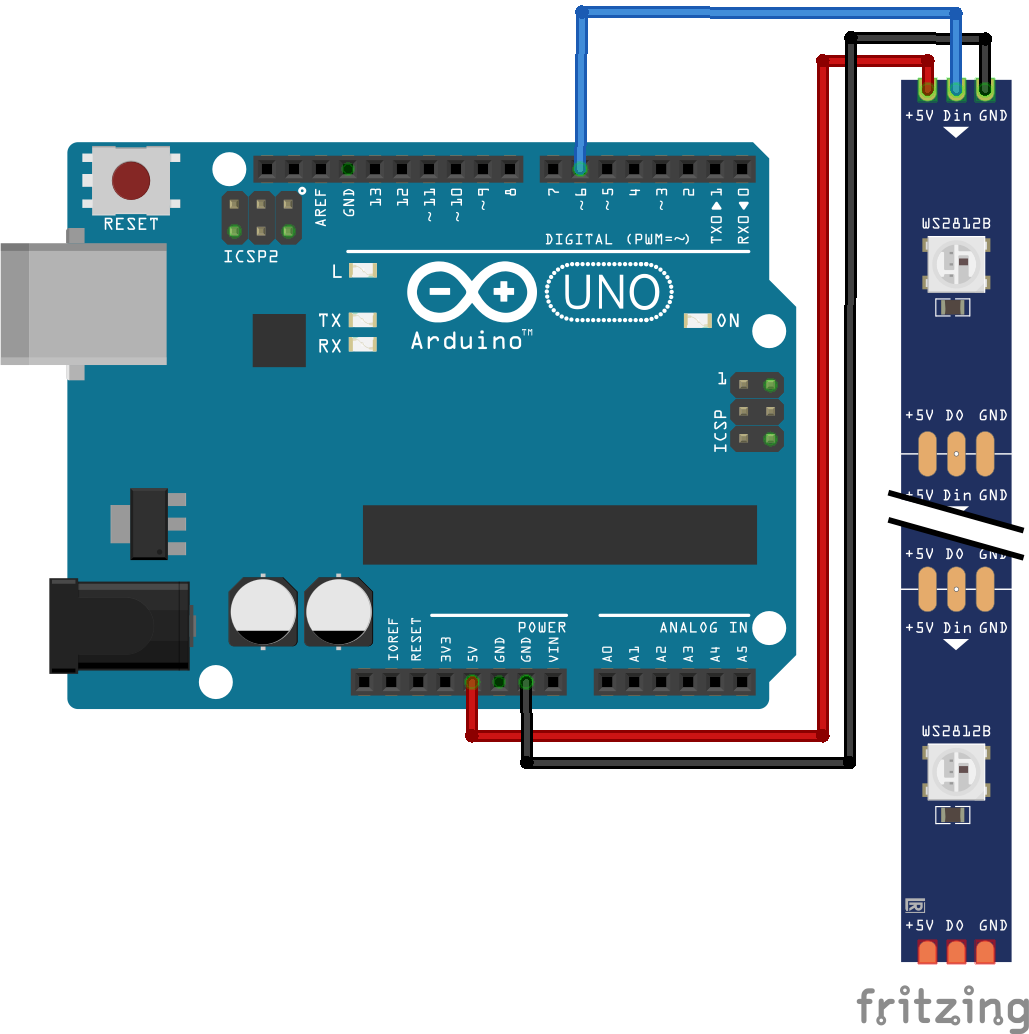 +5V Din GND
RESET
ICSP2
AREF
GND
13
12
~11
~10
~9
8
7
~6
~5
4
~3
2
TX0▶1
RX0◀0
DIGITAL (PWM=~)
L
TX
RX
UNO
Arduino™
ON
1
ICSP
WS2812B
+5V DO GND
+5V Din GND
+5V DO GND
+5V Din GND
IOREF
RESET
3V3
5V
GND
GND
VIN
POWER
ANALOG IN
A0
A1
A2
A3
A4
A5
WS2812B
R
+5V DO GND
fritzing